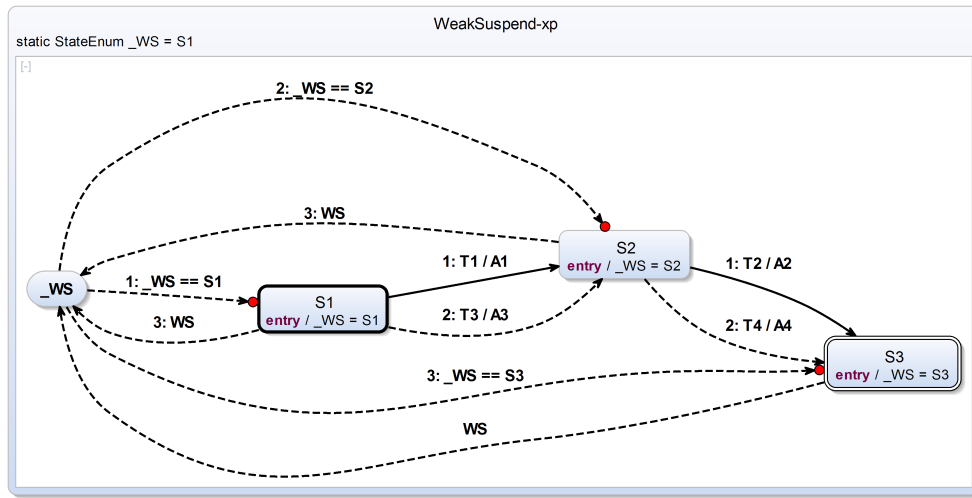 WeakSuspend-xp
static StateEnum _WS = S1
[-]
2: _WS == S2
3: WS
S2
entry / _WS = S2
1: T1 / A1
1: T2 / A2
_WS
1: _WS == S1
S1
entry / _WS = S1
3: WS
2: T3 / A3
2: T4 / A4
S3
entry / _WS = S3
3: _WS == S3
WS